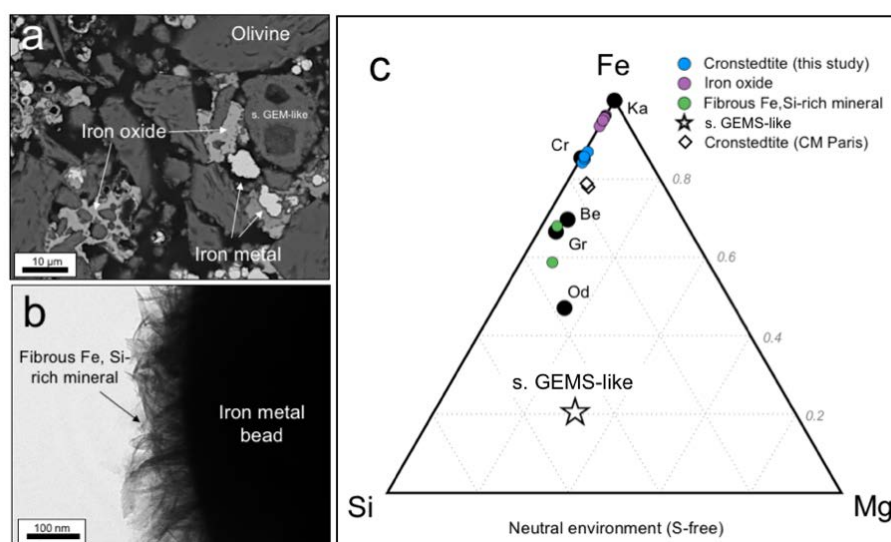 a
Olivine
s. GEM-like
Iron oxide
Iron metal
10 µm
b
Fibrous Fe, Si-
rich mineral
Iron metal
bead
100 nm
c
Fe
Cronstedtite (this study)
Iron oxide
Fibrous Fe,Si-rich mineral
s. GEMS-like
Cronstedtite (CM Paris)
Ka
Cr
0.8
Be
Gr
0.6
Od
0.4
s. GEMS-like
0.2
Si
Mg
Neutral environment (S-free)